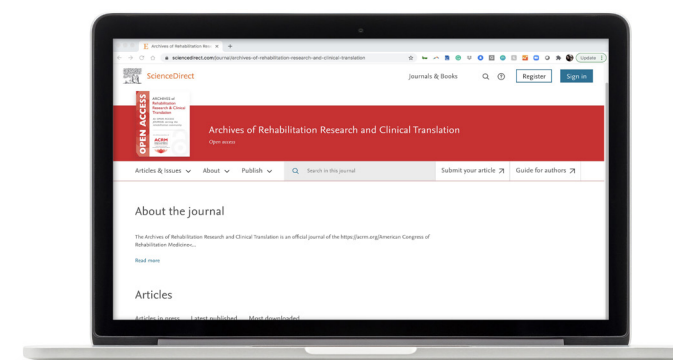 Archives of Rehabilitation Res
sciencedirect.com/journal/archives-of-rehabilitation-research-and-clinical-translation
Update
ScienceDirect
Journals & Books
Register
Sign in
OPEN ACCESS
ARCHIVES of
Rehabilitation
Research & Clinical
Translation
ACRM
Archives of Rehabilitation Research and Clinical Translation
Open access
Articles & Issues
About
Publish
Search in this journal
Submit your article
Guide for authors
About the journal
The Archives of Rehabilitation Research and Clinical Translation is an official journal of the https://acrm.org/American Congress of
Rehabilitation Medicine<...
Read more
Articles
Articles in press
Latest published
Most downloaded